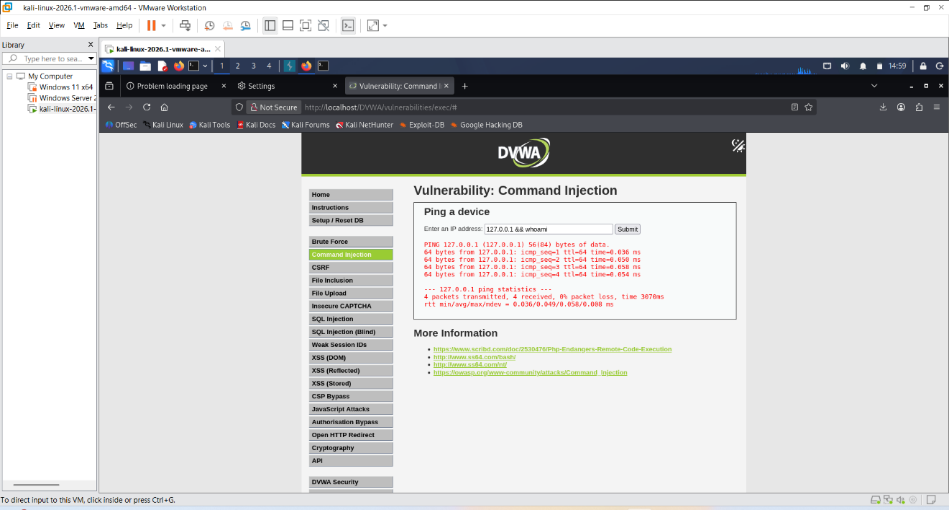 kali-linux-2026.1-vmware-amd64 - VMware Workstation
File Edit View VM Tabs Help
Library
Type here to sea...
My Computer
Windows 11 x64
Windows Server 2
kali-linux-2026.1-
kali-linux-2026.1-vmware-a...
1 2 3 4
14:59
Problem loading page
Settings
Vulnerability: Command I
Not Secure http://localhost/DVWA/vulnerabilities/exec/#
OffSec Kali Linux Kali Tools Kali Docs Kali Forums Kali NetHunter Exploit-DB Google Hacking DB
DVWA
Home
Instructions
Setup / Reset DB
Brute Force
Command Injection
CSRF
File Inclusion
File Upload
Insecure CAPTCHA
SQL Injection
SQL Injection (Blind)
Weak Session IDs
XSS (DOM)
XSS (Reflected)
XSS (Stored)
CSP Bypass
JavaScript Attacks
Authorisation Bypass
Open HTTP Redirect
Cryptography
API
DVWA Security
Vulnerability: Command Injection
Ping a device
Enter an IP address: 127.0.0.1 && whoami Submit
PING 127.0.0.1 (127.0.0.1) 56(84) bytes of data.
64 bytes from 127.0.0.1: icmp_seq=1 ttl=64 time=0.036 ms
64 bytes from 127.0.0.1: icmp_seq=2 ttl=64 time=0.050 ms
64 bytes from 127.0.0.1: icmp_seq=3 ttl=64 time=0.058 ms
64 bytes from 127.0.0.1: icmp_seq=4 ttl=64 time=0.054 ms
--- 127.0.0.1 ping statistics ---
4 packets transmitted, 4 received, 0% packet loss, time 3070ms
rtt min/avg/max/mdev = 0.036/0.049/0.058/0.008 ms
More Information
https://www.scribd.com/doc/2530476/Php-Endangers-Remote-Code-Execution
http://www.ss64.com/bash/
http://www.ss64.com/nt/
https://owasp.org/www-community/attacks/Command_Injection
To direct input to this VM, click inside or press Ctrl+G.